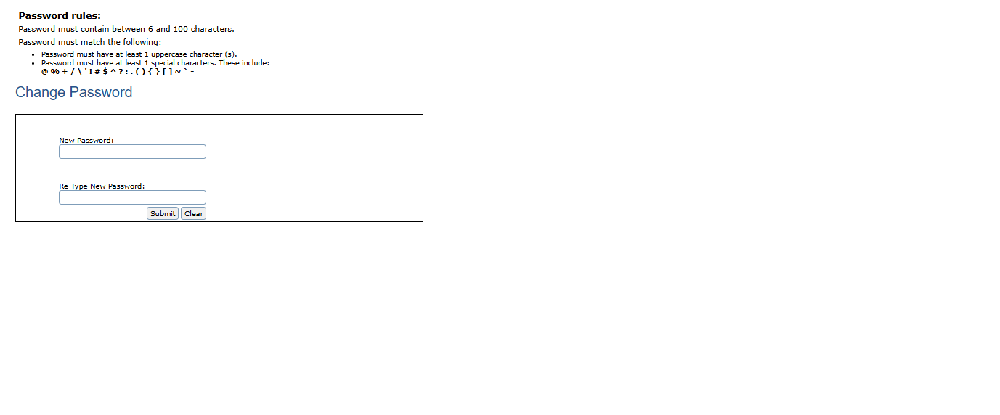 Password rules:
Password must contain between 6 and 100 characters.
Password must match the following:
• Password must have at least 1 uppercase character (s).
• Password must have at least 1 special characters. These include:
@ % + / \ ' ! # $ ^ ? : . ( ) { } [ ] ~ ` -
Change Password
New Password:
Re-Type New Password:
Submit Clear